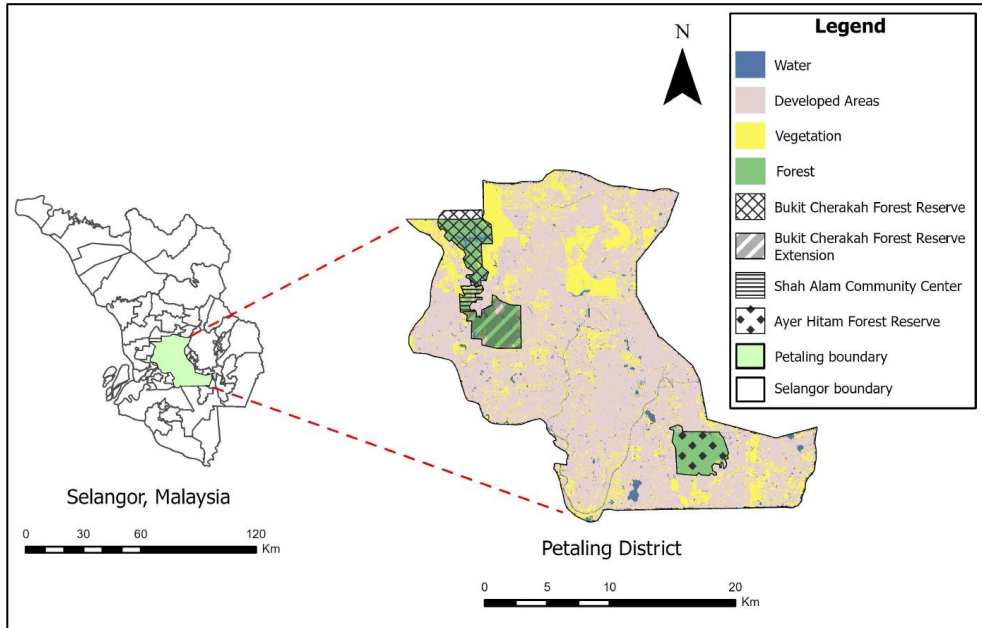 N
Legend
Water
Developed Areas
Vegetation
Forest
Bukit Cherakah Forest Reserve
Bukit Cherakah Forest Reserve
Extension
Shah Alam Community Center
Ayer Hitam Forest Reserve
Petaling boundary
Selangor boundary
Selangor, Malaysia
0 30 60 120
Km
Petaling District
0 5 10 20
Km